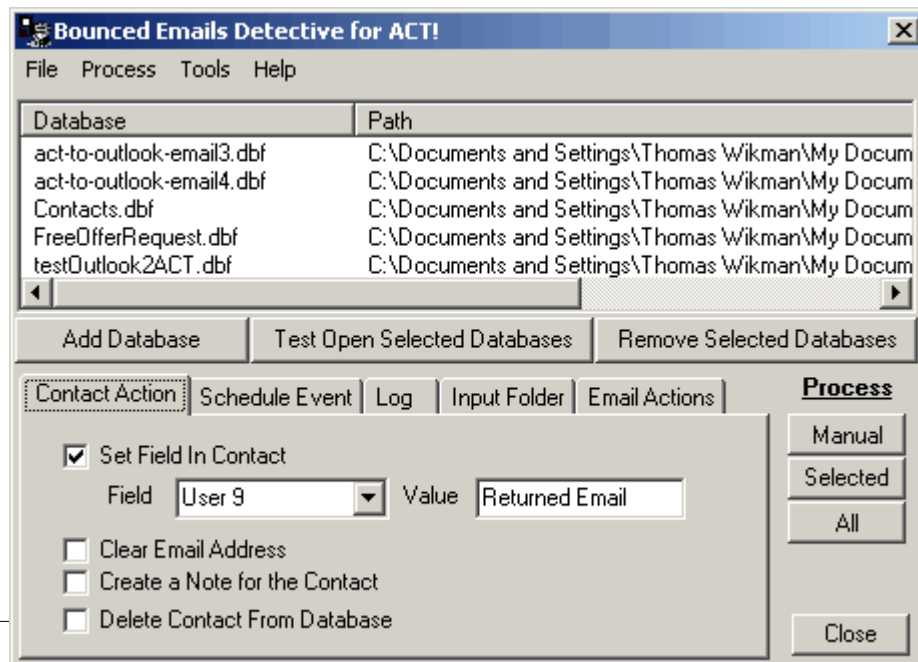 Bounced Emails Detective for ACT!
File Process Tools Help
Database Path
act-to-outlook-email3.dbf C:\Documents and Settings\Thomas Wikman\My Docum
act-to-outlook-email4.dbf C:\Documents and Settings\Thomas Wikman\My Docum
Contacts.dbf C:\Documents and Settings\Thomas Wikman\My Docum
FreeOfferRequest.dbf C:\Documents and Settings\Thomas Wikman\My Docum
testOutlook2ACT.dbf C:\Documents and Settings\Thomas Wikman\My Docum
Add Database Test Open Selected Databases Remove Selected Databases
Contact Action Schedule Event Log Input Folder Email Actions
Process
Manual
Set Field In Contact
Selected
Field User 9 Value Returned Email
All
Clear Email Address
Create a Note for the Contact
Delete Contact From Database
Close